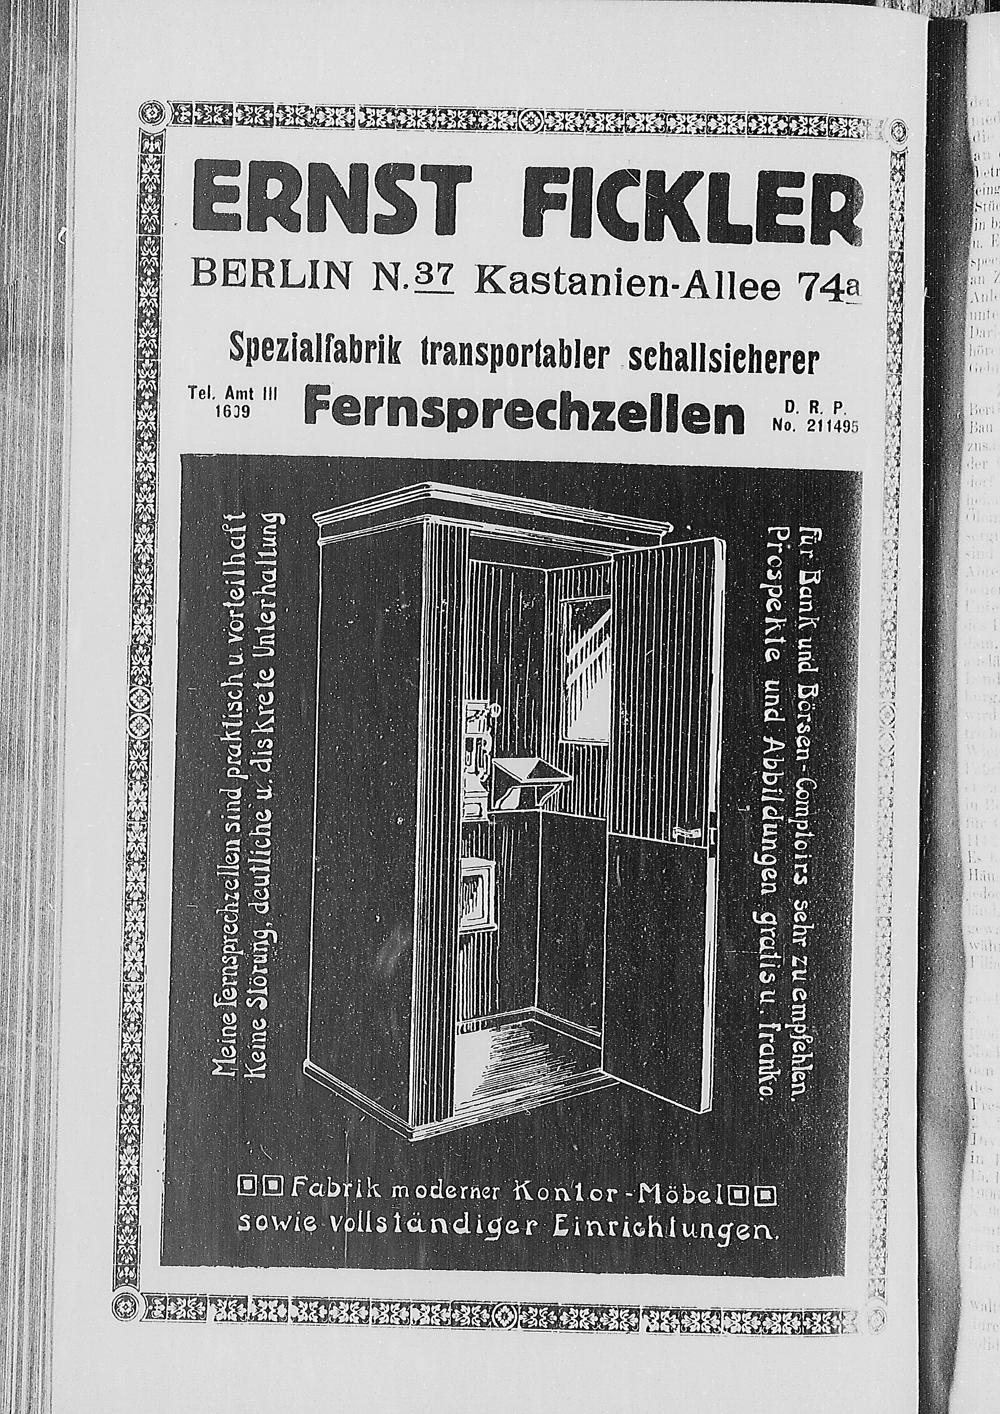 ERNST FICKLER
BERLIN N. 37 Kastanien-Allee 74a
Spezialfabrik transportabler schallsicherer
Tel. Amt III
1609
Fernsprechzellen
D. R. P.
No. 211495
Meine Fernsprechzellen sind praktisch u. vorteilhaft
Keine Störung, deutliche u. diskrete Unterhaltung
für Bank und Börsen-Comptoirs sehr zu empfehlen.
Prospekte und Abbildungen gratis u. franko.
Fabrik moderner Kontor-Möbel
sowie vollständiger Einrichtungen.